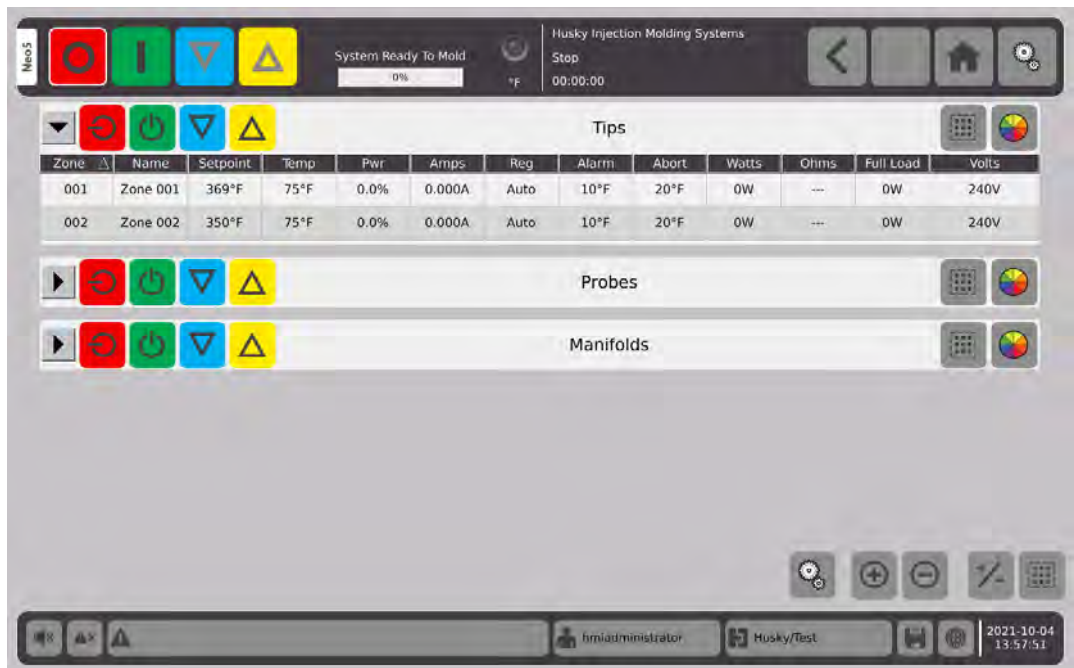 Neo5
System Ready To Mold
0%
°F
Husky Injection Molding Systems
Stop
00:00:00
Tips
Zone Name Setpoint Temp Pwr Amps Reg Alarm Abort Watts Ohms Full Load Volts
001 Zone 001 369°F 75°F 0.0% 0.000A Auto 10°F 20°F 0W --- 0W 240V
002 Zone 002 350°F 75°F 0.0% 0.000A Auto 10°F 20°F 0W --- 0W 240V
Probes
Manifolds
hmiadministrator
Husky/Test
2021-10-04
13:57:51